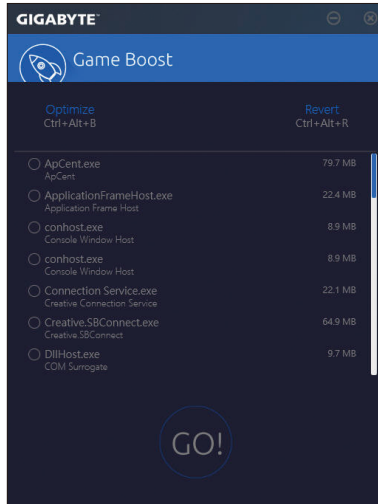 GIGABYTE™
Game Boost
Optimize Revert
Ctrl+Alt+B Ctrl+Alt+R
ApCent.exe 79.7 MB
ApCent
ApplicationFrameHost.exe 22.4 MB
Application Frame Host
conhost.exe 8.9 MB
Console Window Host
conhost.exe 8.9 MB
Console Window Host
Connection Service.exe 22.1 MB
Creative Connection Service
Creative.SBConnect.exe 64.9 MB
Creative.SBConnect
DllHost.exe 9.7 MB
COM Surrogate
GO!